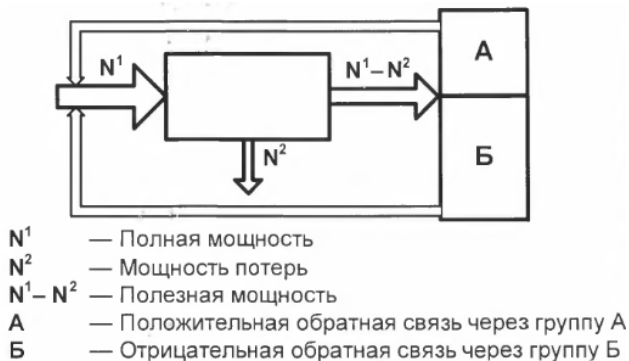 N¹
N¹–N²
А
N²
Б
N¹ — Полная мощность
N² — Мощность потерь
N¹–N² — Полезная мощность
А — Положительная обратная связь через группу А
Б — Отрицательная обратная связь через группу Б